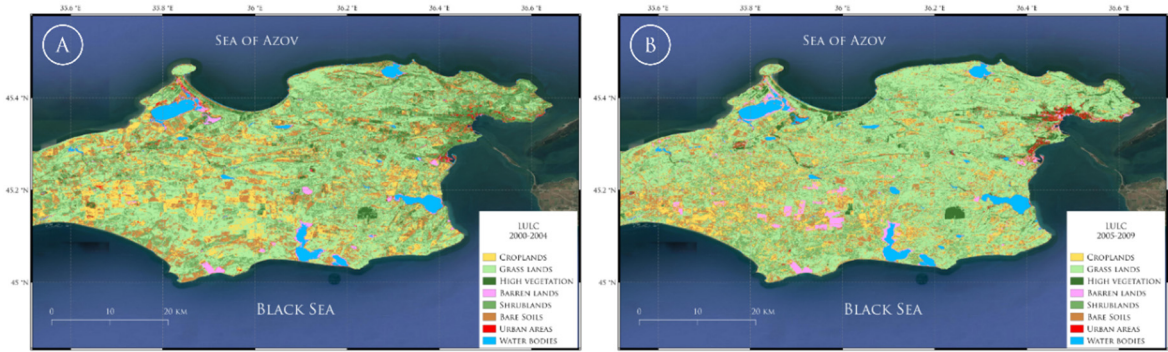 33.6 °E 33.8 °E 36 °E 36.2 °E 36.4 °E 36.6 °E
A
Sea of Azov
45.4 °N
45.2 °N
45 °N
Black Sea
0 10 20 km
LULC
2000-2004
Croplands
Grass lands
High vegetation
Barren lands
Shrublands
Bare Soils
Urban areas
Water bodies
33.6 °E 33.8 °E 36 °E 36.2 °E 36.4 °E 36.6 °E
B
Sea of Azov
45.4 °N
45.2 °N
45 °N
Black Sea
0 10 20 km
LULC
2005-2009
Croplands
Grass lands
High vegetation
Barren lands
Shrublands
Bare Soils
Urban areas
Water bodies